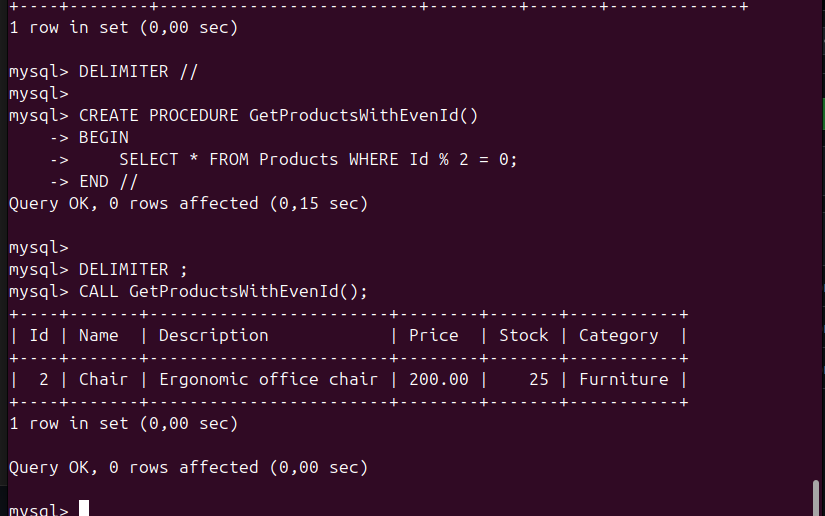 +----+--------+--------------------------+---------+-------+-------------+
1 row in set (0,00 sec)
mysql> DELIMITER //
mysql>
mysql> CREATE PROCEDURE GetProductsWithEvenId()
    -> BEGIN
    ->     SELECT * FROM Products WHERE Id % 2 = 0;
    -> END //
Query OK, 0 rows affected (0,15 sec)
mysql>
mysql> DELIMITER ;
mysql> CALL GetProductsWithEvenId();
+----+-------+------------------------+--------+-------+-----------+
| Id | Name  | Description            | Price  | Stock | Category  |
+----+-------+------------------------+--------+-------+-----------+
|  2 | Chair | Ergonomic office chair | 200.00 |    25 | Furniture |
+----+-------+------------------------+--------+-------+-----------+
1 row in set (0,00 sec)
Query OK, 0 rows affected (0,00 sec)
mysql>